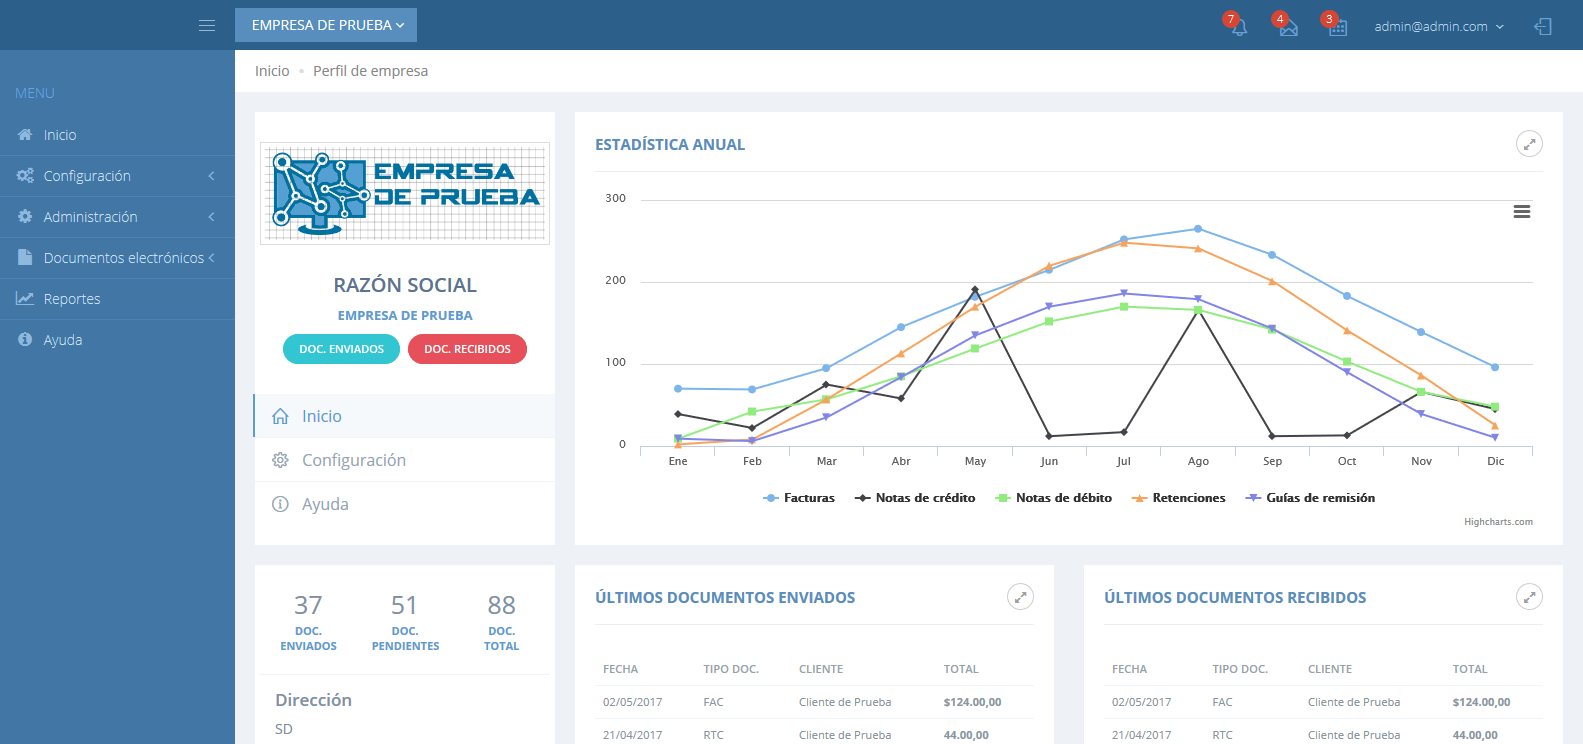 EMPRESA DE PRUEBA
7
4
3
admin@admin.com
MENU
Inicio
Configuración
Administración
Documentos electrónicos
Reportes
Ayuda
Inicio • Perfil de empresa
EMPRESA
DE PRUEBA
RAZÓN SOCIAL
EMPRESA DE PRUEBA
DOC. ENVIADOS
DOC. RECIBIDOS
Inicio
Configuración
Ayuda
ESTADÍSTICA ANUAL
300
200
100
0
Ene Feb Mar Abr May Jun Jul Ago Sep Oct Nov Dic
Facturas Notas de crédito Notas de débito Retenciones Guías de remisión
Highcharts.com
37 51 88
DOC. DOC. DOC.
ENVIADOS PENDIENTES TOTAL
Dirección
SD
ÚLTIMOS DOCUMENTOS ENVIADOS
FECHA TIPO DOC. CLIENTE TOTAL
02/05/2017 FAC Cliente de Prueba $124.00,00
21/04/2017 RTC Cliente de Prueba 44.00,00
ÚLTIMOS DOCUMENTOS RECIBIDOS
FECHA TIPO DOC. CLIENTE TOTAL
02/05/2017 FAC Cliente de Prueba $124.00,00
21/04/2017 RTC Cliente de Prueba 44.00,00